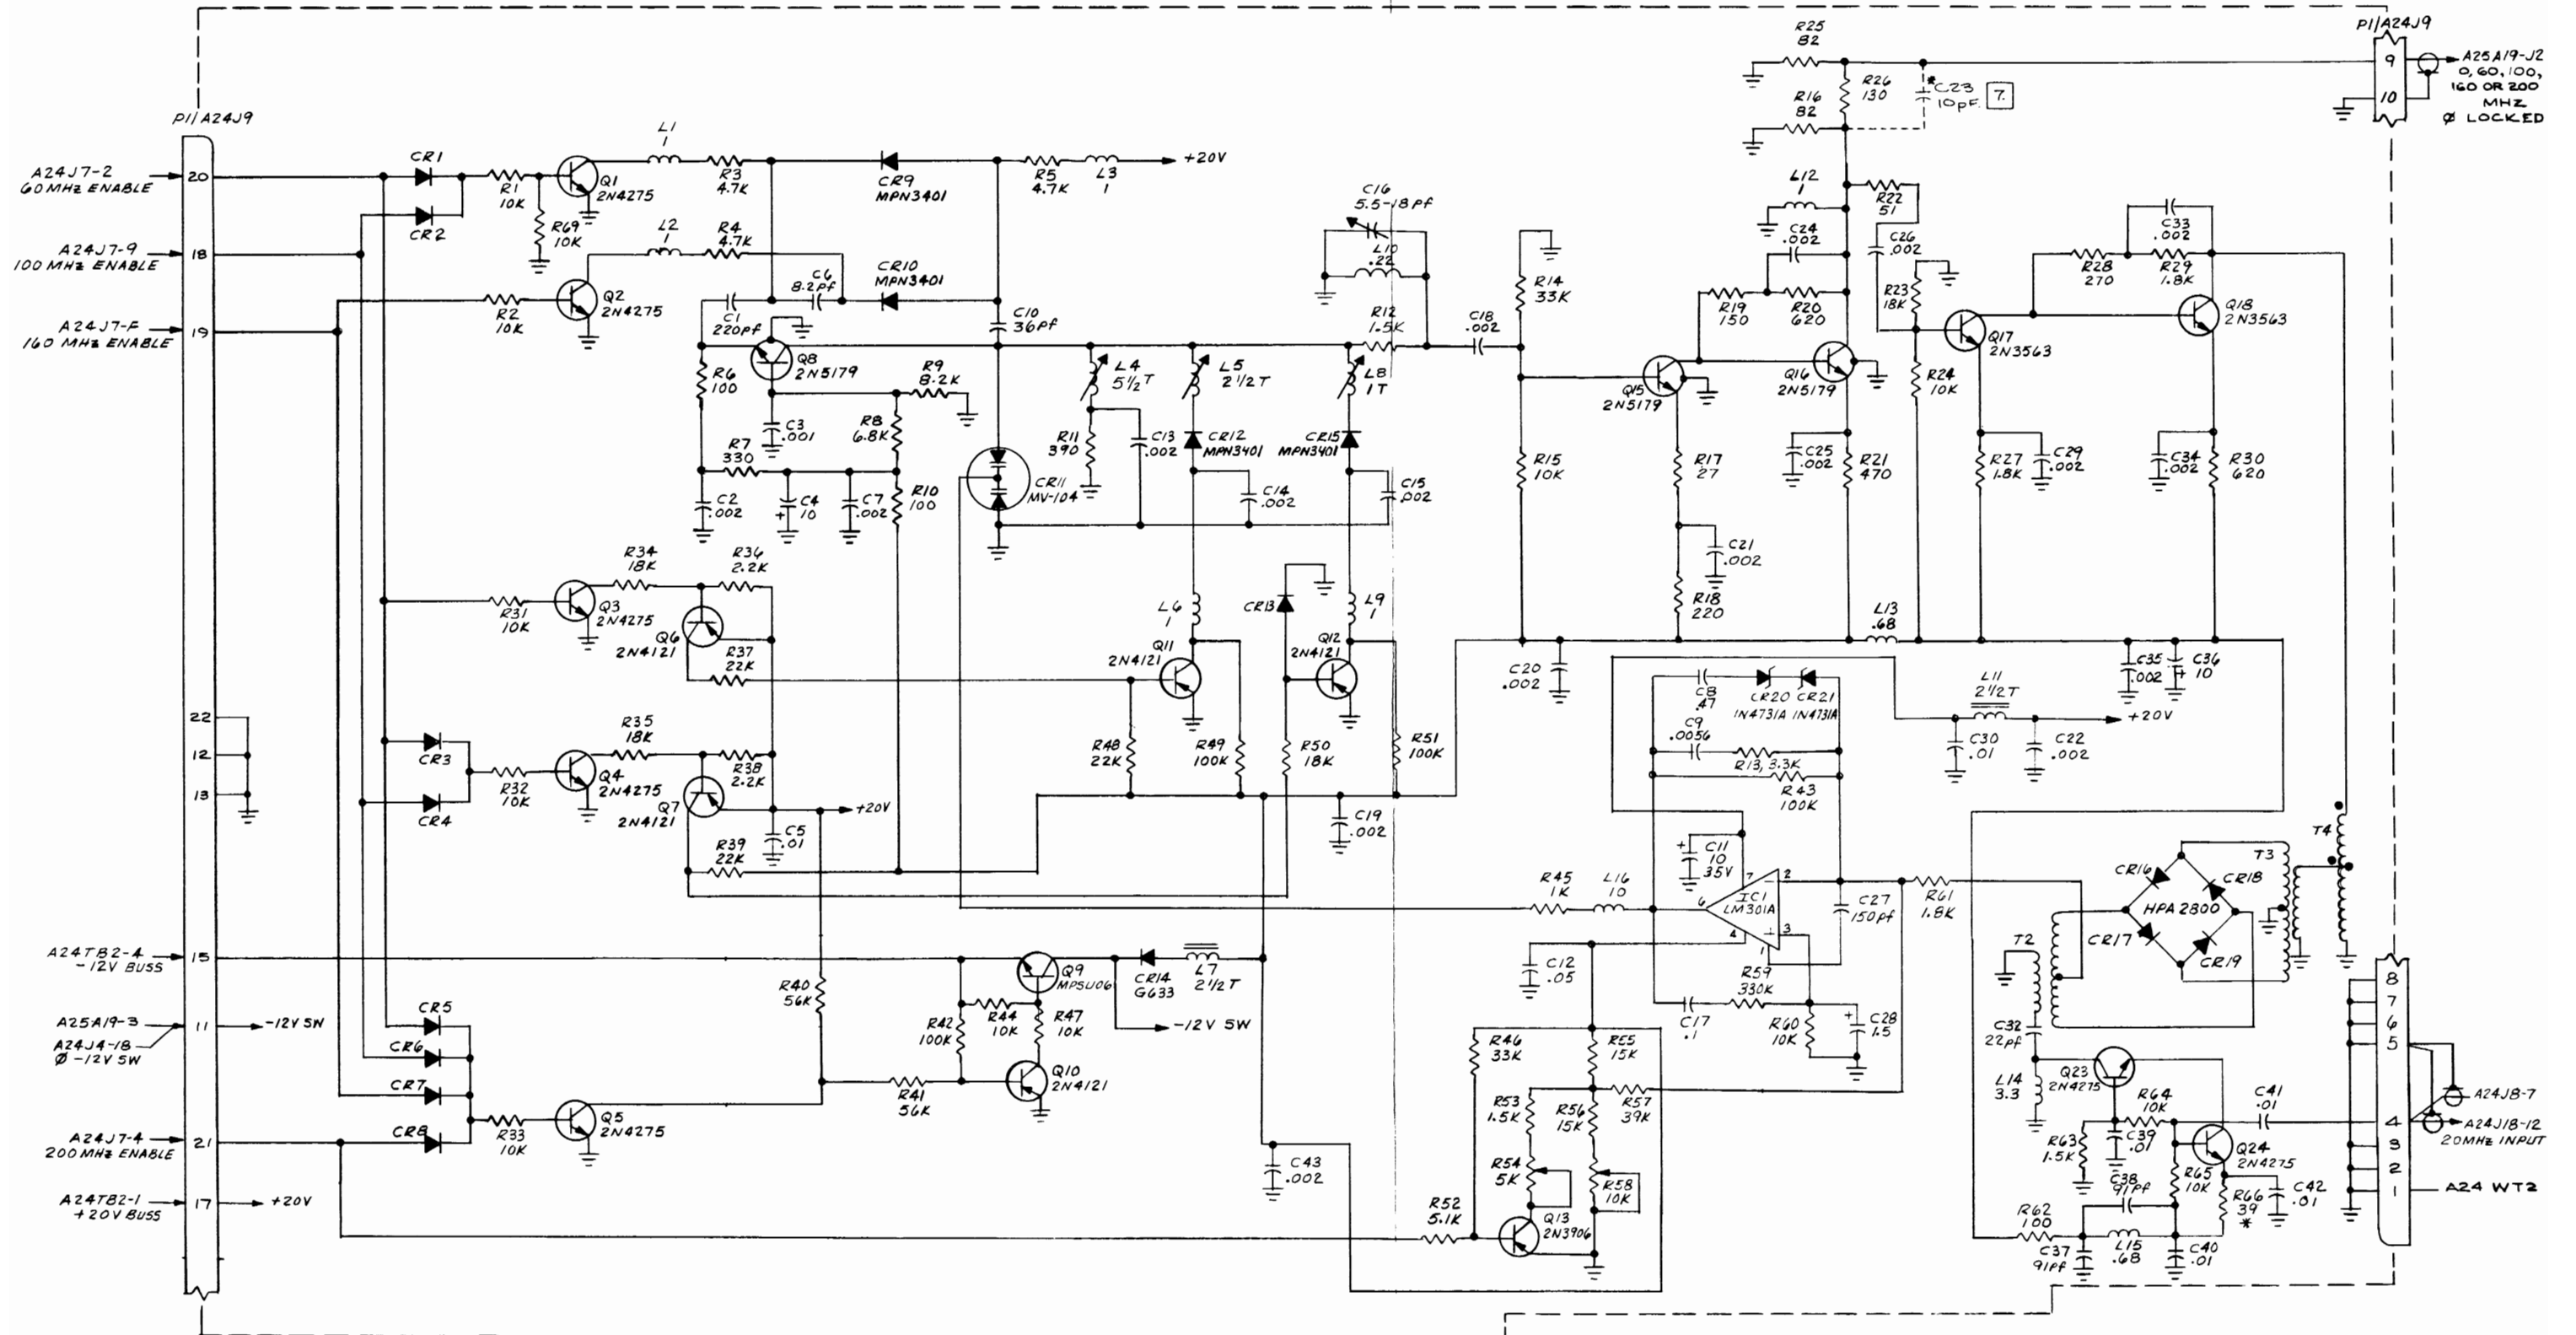 P1/A24J9
A24J7-2
60MHz ENABLE
20
A24J7-9
100 MHz ENABLE
18
A24J7-F
160 MHz ENABLE
19
22
12
13
A24TB2-4
-12V BUSS
15
A25A19-3
11
-12V SW
A24J4-18
Ø -12V SW
A24J7-4
200 MHz ENABLE
21
A24TB2-1
+20V BUSS
17
+20V
CR1
CR2
R1
10K
R69
10K
Q1
2N4275
L1
1
R3
4.7K
CR9
MPN3401
R5
4.7K
L3
1
+20V
R2
10K
Q2
2N4275
L2
1
R4
4.7K
C6
8.2pf
CR10
MPN3401
C1
220pf
C10
36pf
Q8
2N5179
R6
100
R9
8.2K
C3
.001
R8
6.8K
R7
330
C2
.002
C4
+
10
C7
.002
R10
100
CR11
MV-104
L4
5½T
R11
390
C13
.002
L5
2½T
CR12
MPN3401
C14
.002
L8
1T
CR15
MPN3401
C15
.002
C16
5.5-18pf
L10
.22
R12
1.5K
C18
.002
R14
33K
R15
10K
Q15
2N5179
R17
27
C21
.002
R18
220
R19
150
R20
620
C24
.002
L12
1
Q16
2N5179
C25
.002
R21
470
R25
82
R16
82
R26
130
*C23
10pF.
7.
R22
51
C26
.002
R23
18K
R24
10K
Q17
2N3563
R27
1.8K
C29
.002
R28
270
R29
1.8K
C33
.002
Q18
2N3563
C34
.002
R30
620
P1/A24J9
9
10
A25A19-J2
0, 60, 100,
160 OR 200
MHZ
Ø LOCKED
R31
10K
Q3
2N4275
R34
18K
R36
2.2K
Q6
2N4121
R37
22K
CR3
CR4
R32
10K
Q4
2N4275
R35
18K
R38
2.2K
Q7
2N4121
+20V
C5
.01
R39
22K
L6
1
Q11
2N4121
R48
22K
R49
100K
CR13
L9
1
Q12
2N4121
R50
18K
R51
100K
C19
.002
C20
.002
L13
.68
C35
.002
C36
+
10
C8
.47
CR20
1N4731A
CR21
1N4731A
C9
.0056
R13, 3.3K
R43
100K
L11
2½T
+20V
C30
.01
C22
.002
C11
+
10
35V
IC1
LM301A
7
2
6
3
4
1
-
+
R45
1K
L16
10
C27
150pf
R61
1.8K
C12
.05
R59
330K
C17
.1
R60
10K
C28
+
1.5
CR5
CR6
CR7
CR8
R33
10K
Q5
2N4275
R40
56K
R41
56K
R42
100K
R44
10K
R47
10K
Q9
MPSU06
Q10
2N4121
CR14
G633
L7
2½T
-12V SW
C43
.002
R46
33K
R55
15K
R53
1.5K
R56
15K
R57
39K
R54
5K
R58
10K
R52
5.1K
Q13
2N3906
T2
CR16
CR18
HPA 2800
CR17
CR19
T3
T4
C32
22pf
L14
3.3
Q23
2N4275
R64
10K
C41
.01
R63
1.5K
C39
.01
Q24
2N4275
C38
91pf
R65
10K
R66
39
*
C42
.01
R62
100
C37
91pf
L15
.68
C40
.01
8
7
6
5
4
3
2
1
A24J8-7
A24J18-12
20MHz INPUT
A24 WT2